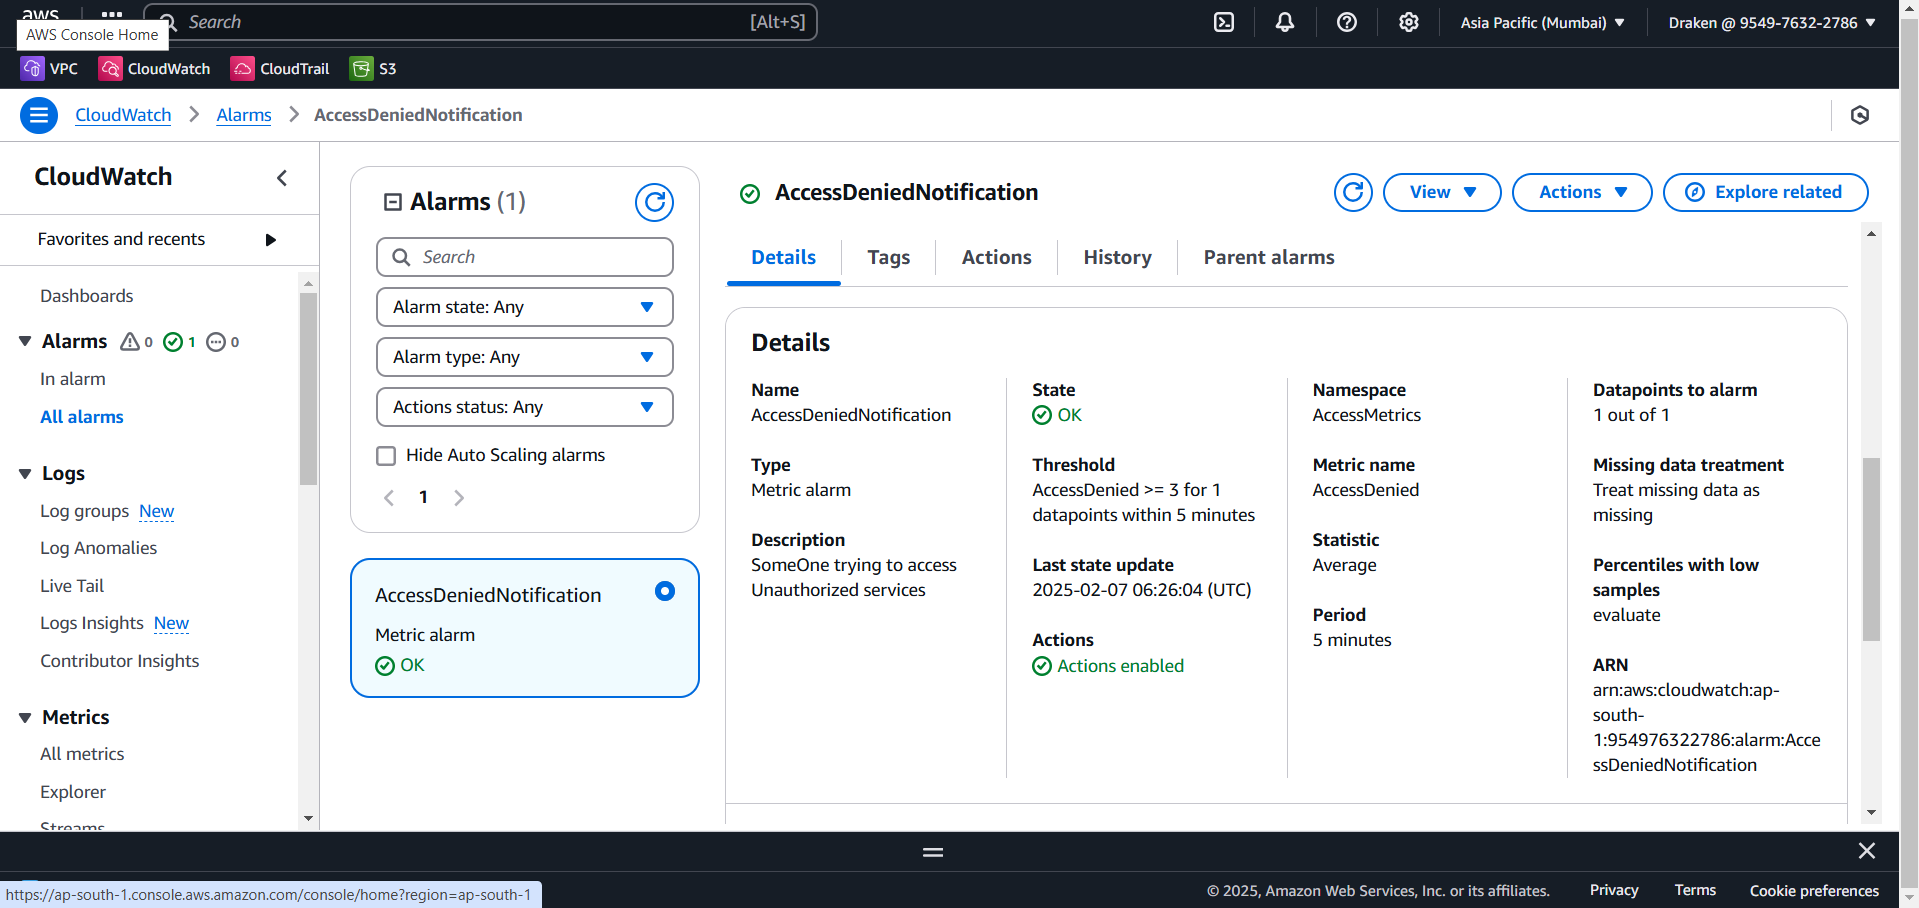 aws
Search
[Alt+S]
Asia Pacific (Mumbai)
Draken @ 9549-7632-2786
AWS Console Home
VPC
CloudWatch
CloudTrail
S3
CloudWatch
Alarms
AccessDeniedNotification
CloudWatch
Favorites and recents
Dashboards
Alarms
0
1
0
In alarm
All alarms
Logs
Log groups New
Log Anomalies
Live Tail
Logs Insights New
Contributor Insights
Metrics
All metrics
Explorer
Streams
Alarms (1)
Search
Alarm state: Any
Alarm type: Any
Actions status: Any
Hide Auto Scaling alarms
1
AccessDeniedNotification
Metric alarm
OK
AccessDeniedNotification
View
Actions
Explore related
Details
Tags
Actions
History
Parent alarms
Details
Name
AccessDeniedNotification
Type
Metric alarm
Description
SomeOne trying to access
Unauthorized services
State
OK
Threshold
AccessDenied >= 3 for 1
datapoints within 5 minutes
Last state update
2025-02-07 06:26:04 (UTC)
Actions
Actions enabled
Namespace
AccessMetrics
Metric name
AccessDenied
Statistic
Average
Period
5 minutes
Datapoints to alarm
1 out of 1
Missing data treatment
Treat missing data as
missing
Percentiles with low
samples
evaluate
ARN
arn:aws:cloudwatch:ap-
south-
1:954976322786:alarm:Acce
ssDeniedNotification
https://ap-south-1.console.aws.amazon.com/console/home?region=ap-south-1
© 2025, Amazon Web Services, Inc. or its affiliates.
Privacy
Terms
Cookie preferences